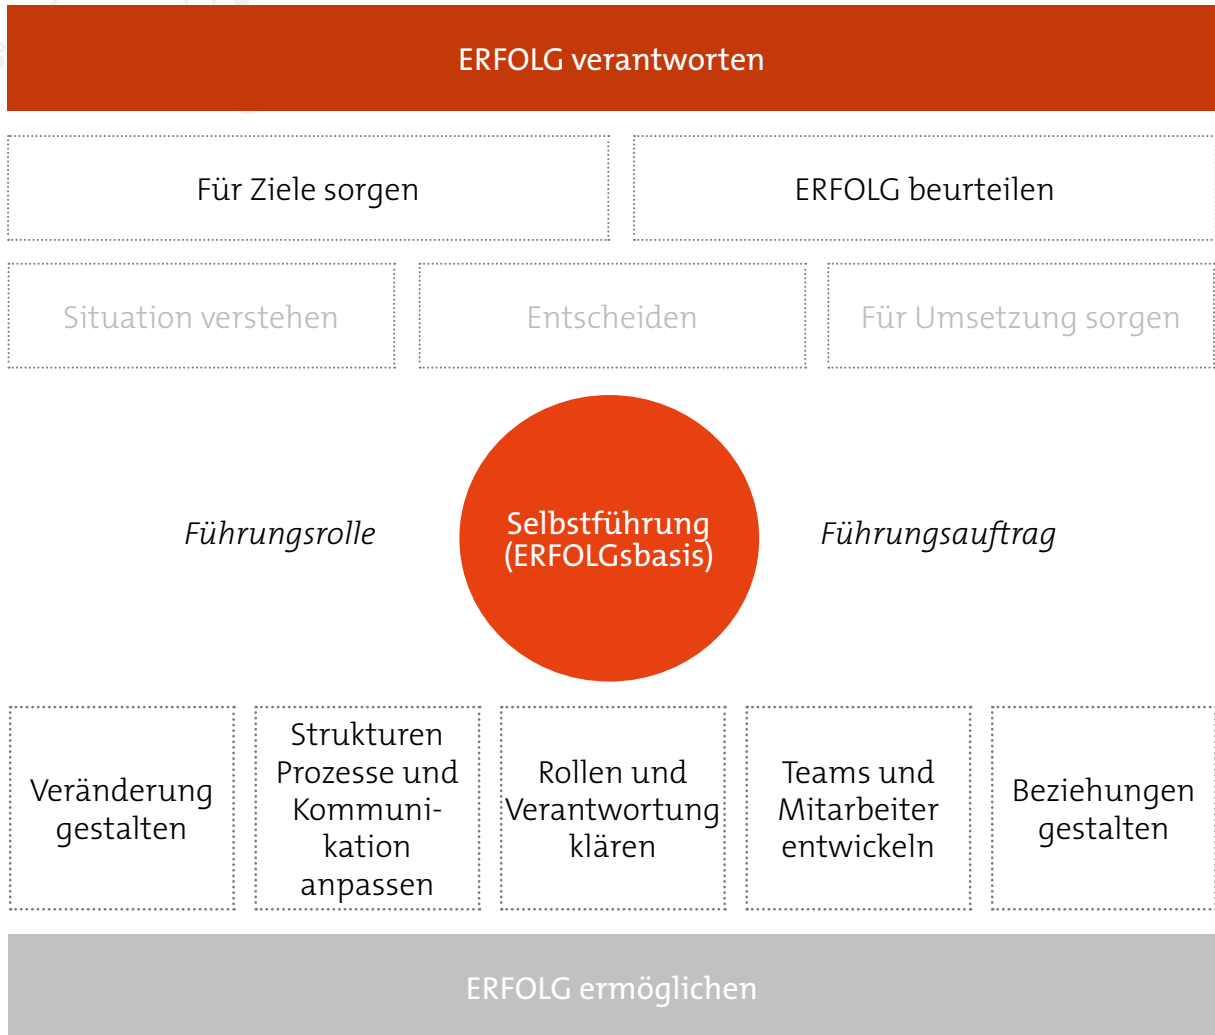 ERFOLG verantworten
Für Ziele sorgen
ERFOLG beurteilen
Situation verstehen
Entscheiden
Für Umsetzung sorgen
Führungsrolle
Selbstführung
(ERFOLGsbasis)
Führungsauftrag
Veränderung
gestalten
Strukturen
Prozesse und
Kommuni-
kation
anpassen
Rollen und
Verantwortung
klären
Teams und
Mitarbeiter
entwickeln
Beziehungen
gestalten
ERFOLG ermöglichen